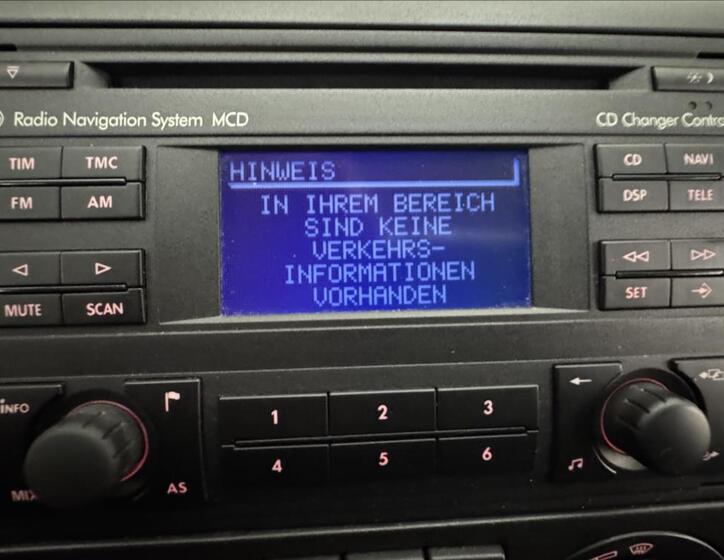 Radio Navigation System MCD
CD Changer Contro
TIM
TMC
FM
AM
MUTE
SCAN
HINWEIS
IN IHREM BEREICH
SIND KEINE
VERKEHRS-
INFORMATIONEN
VORHANDEN
CD
NAVI
DSP
TELE
SET
INFO
MIX
AS
1
2
3
4
5
6